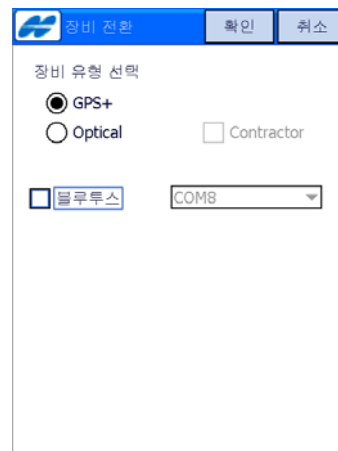 장비 전환 확인 취소
장비 유형 선택
GPS+
Optical Contractor
블루투스 COM8